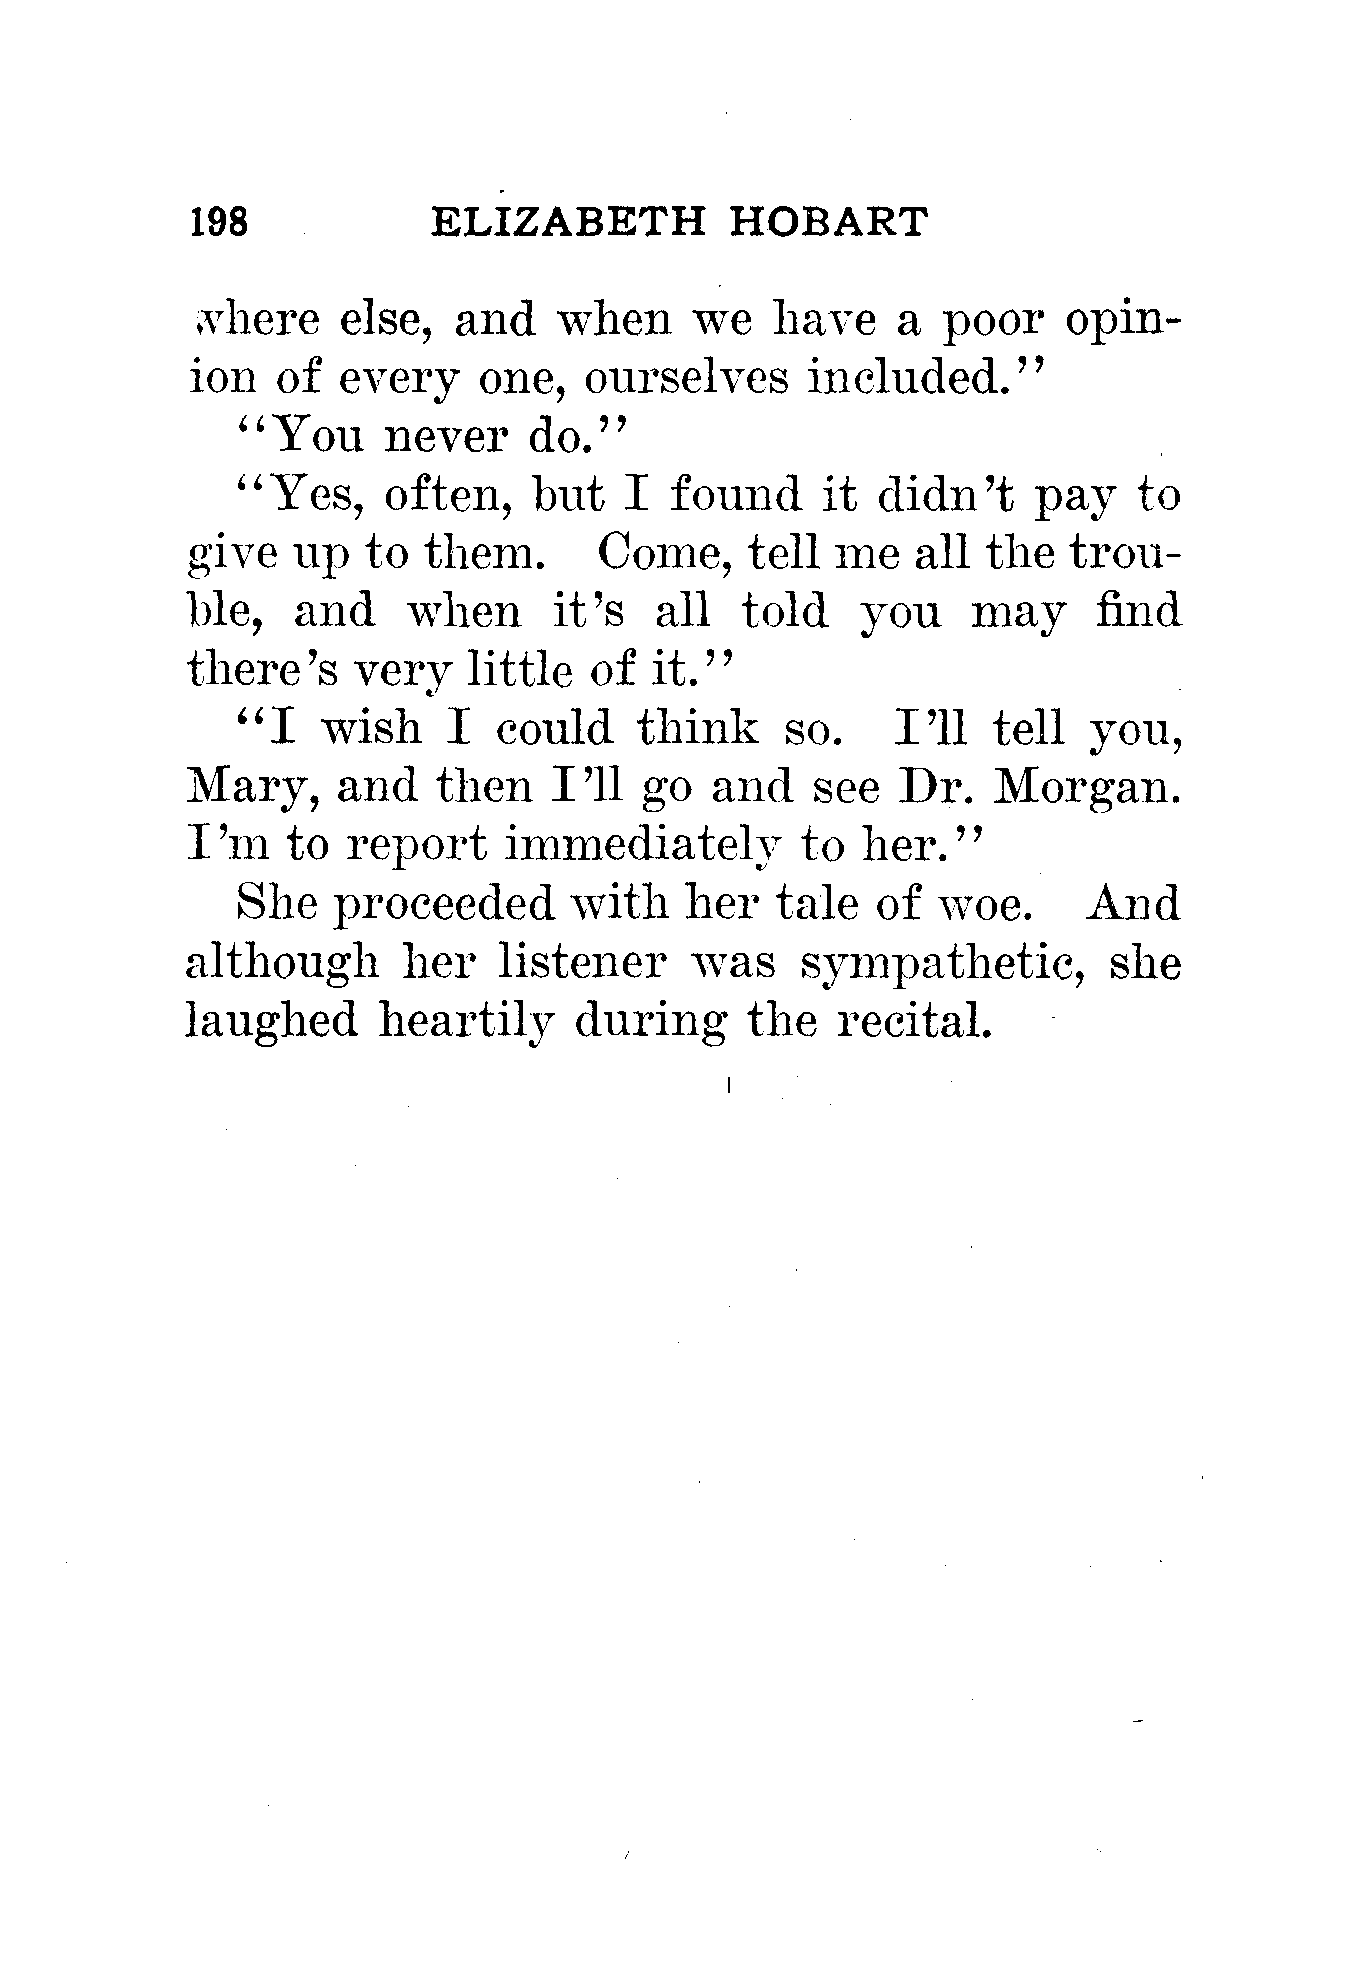 198 ELIZABETH HOBART
where else, and when we have a poor opin-
ion of every one, ourselves included."
"You never do."
"Yes, often, but I found it didn't pay to
give up to them. Come, tell me all the trou-
ble, and when it's all told you may find
there's very little of it."
"I wish I could think so. I'll tell you,
Mary, and then I'll go and see Dr. Morgan.
I'm to report immediately to her."
She proceeded with her tale of woe. And
although her listener was sympathetic, she
laughed heartily during the recital.